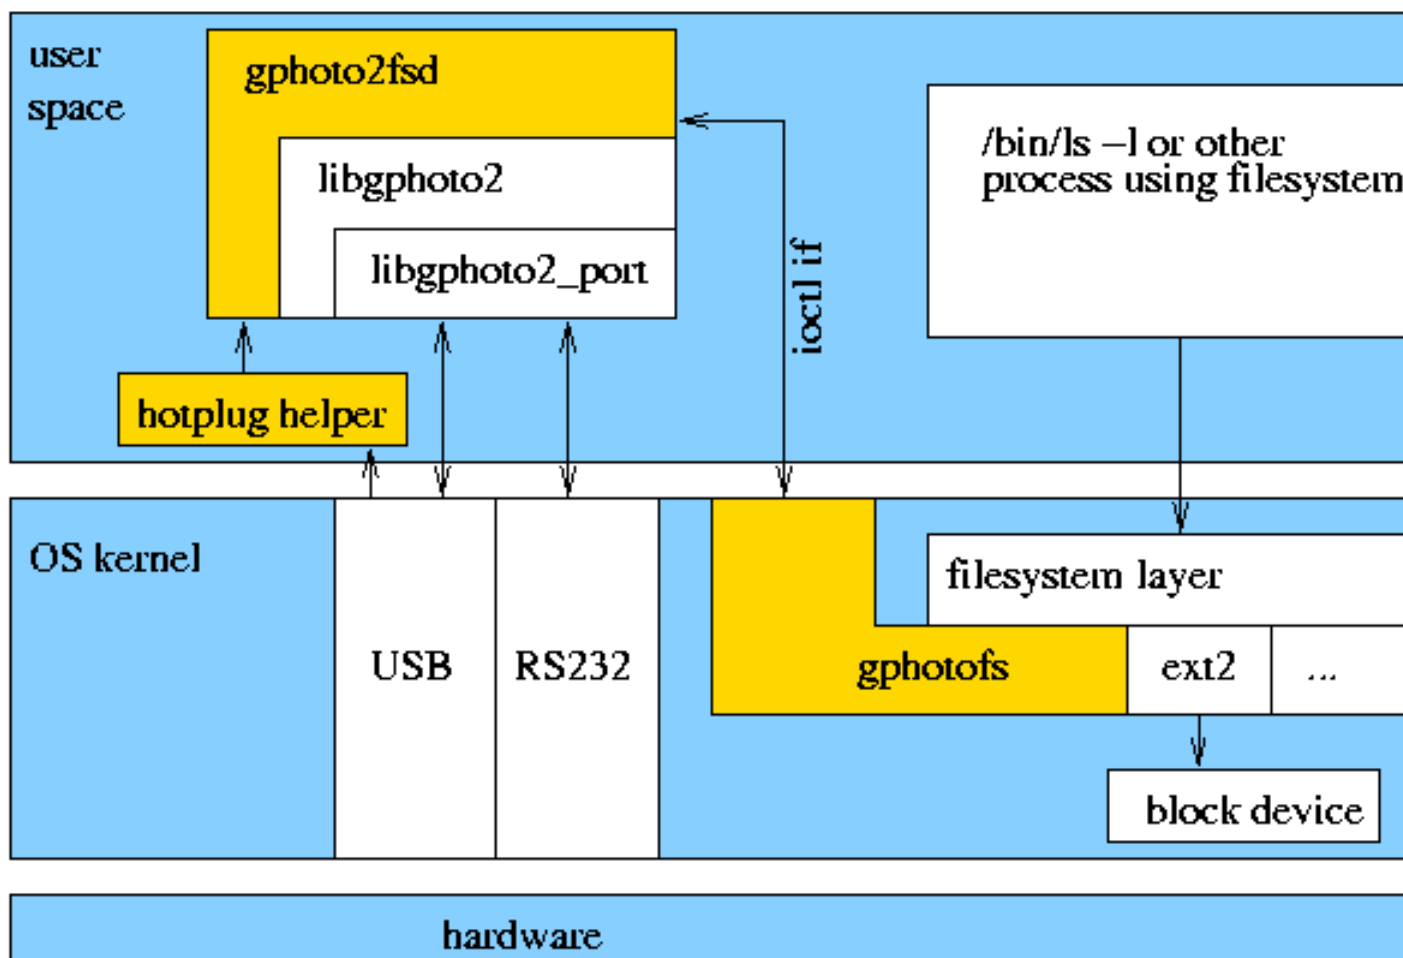 user
space
gphoto2fsd
libgphoto2
libgphoto2_port
hotplug helper
ioctl if
/bin/ls –l or other
process using filesystem
OS kernel
USB
RS232
filesystem layer
gphotofs
ext2
...
block device
hardware